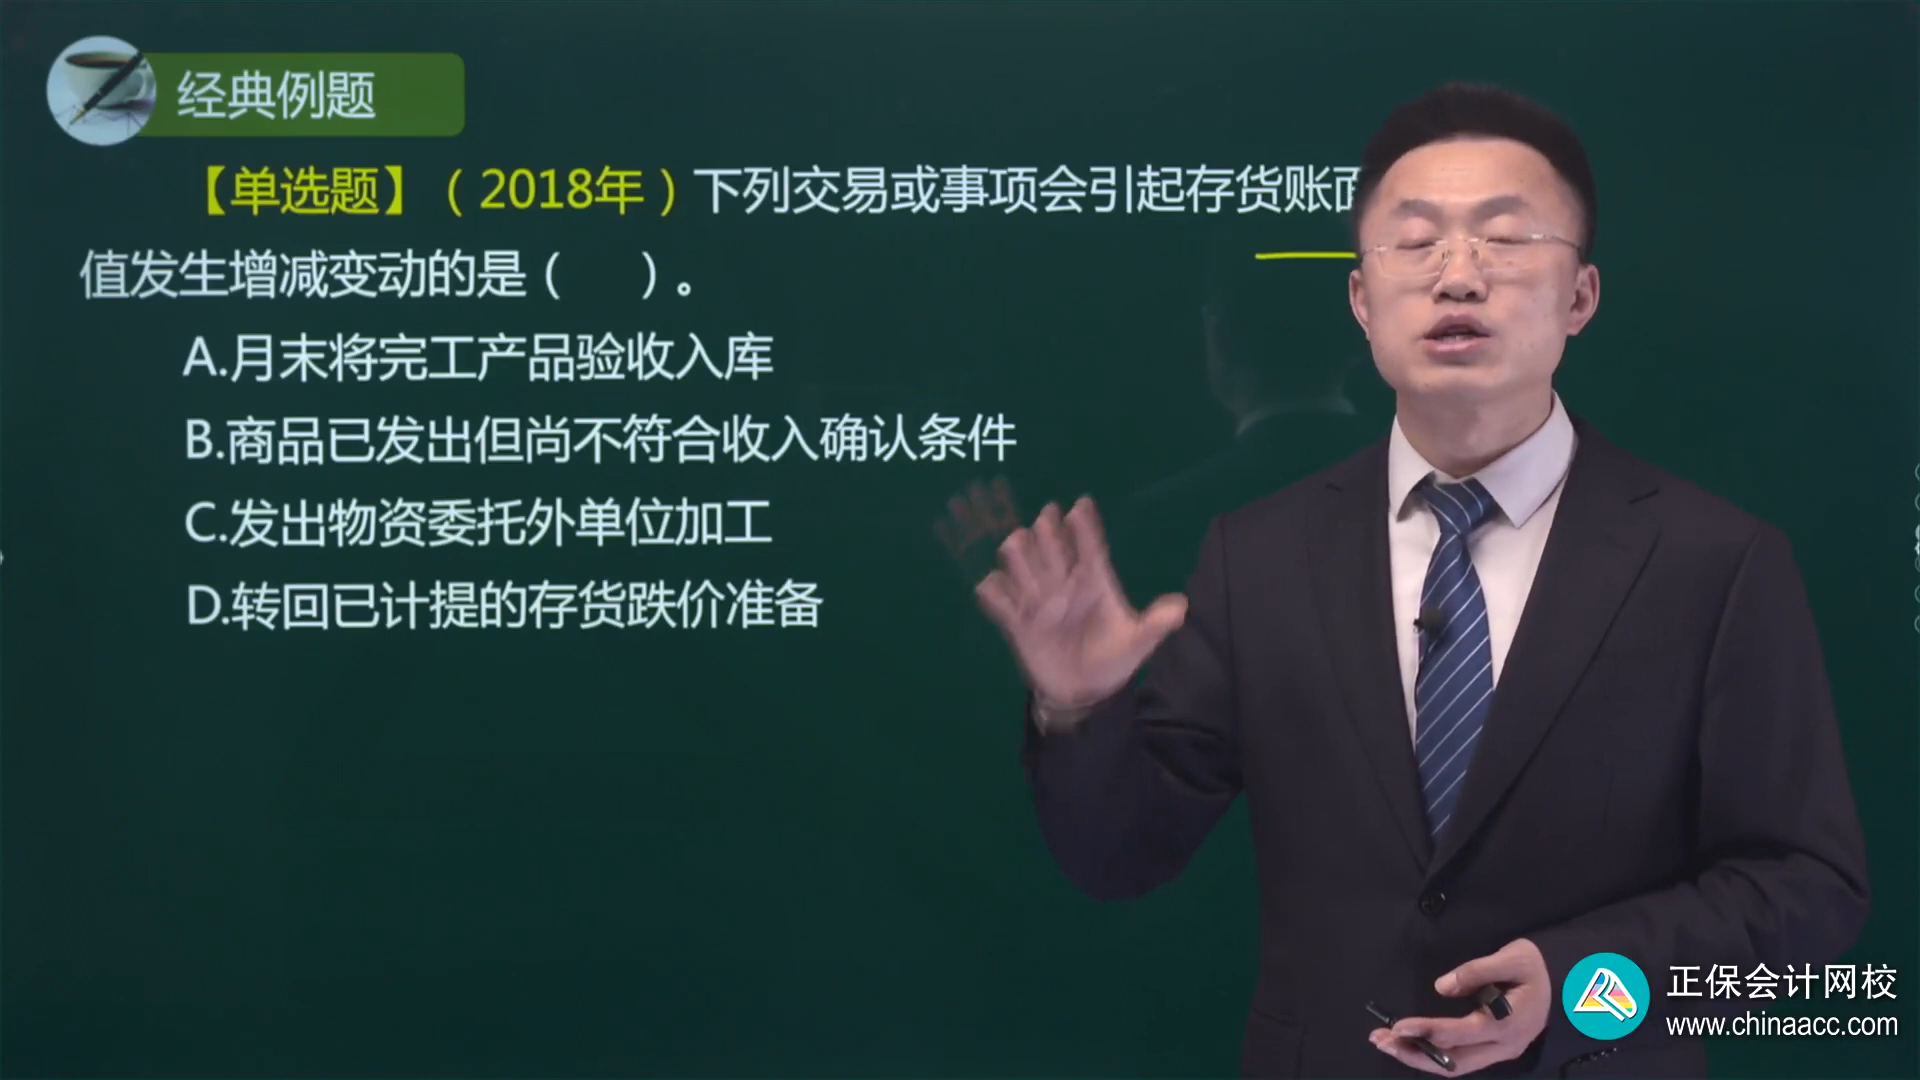 经典例题
【单选题】（2018年）下列交易或事项会引起存货账面
值发生增减变动的是（ ）。
A.月末将完工产品验收入库
B.商品已发出但尚不符合收入确认条件
C.发出物资委托外单位加工
D.转回已计提的存货跌价准备
正保会计网校
www.chinaacc.com